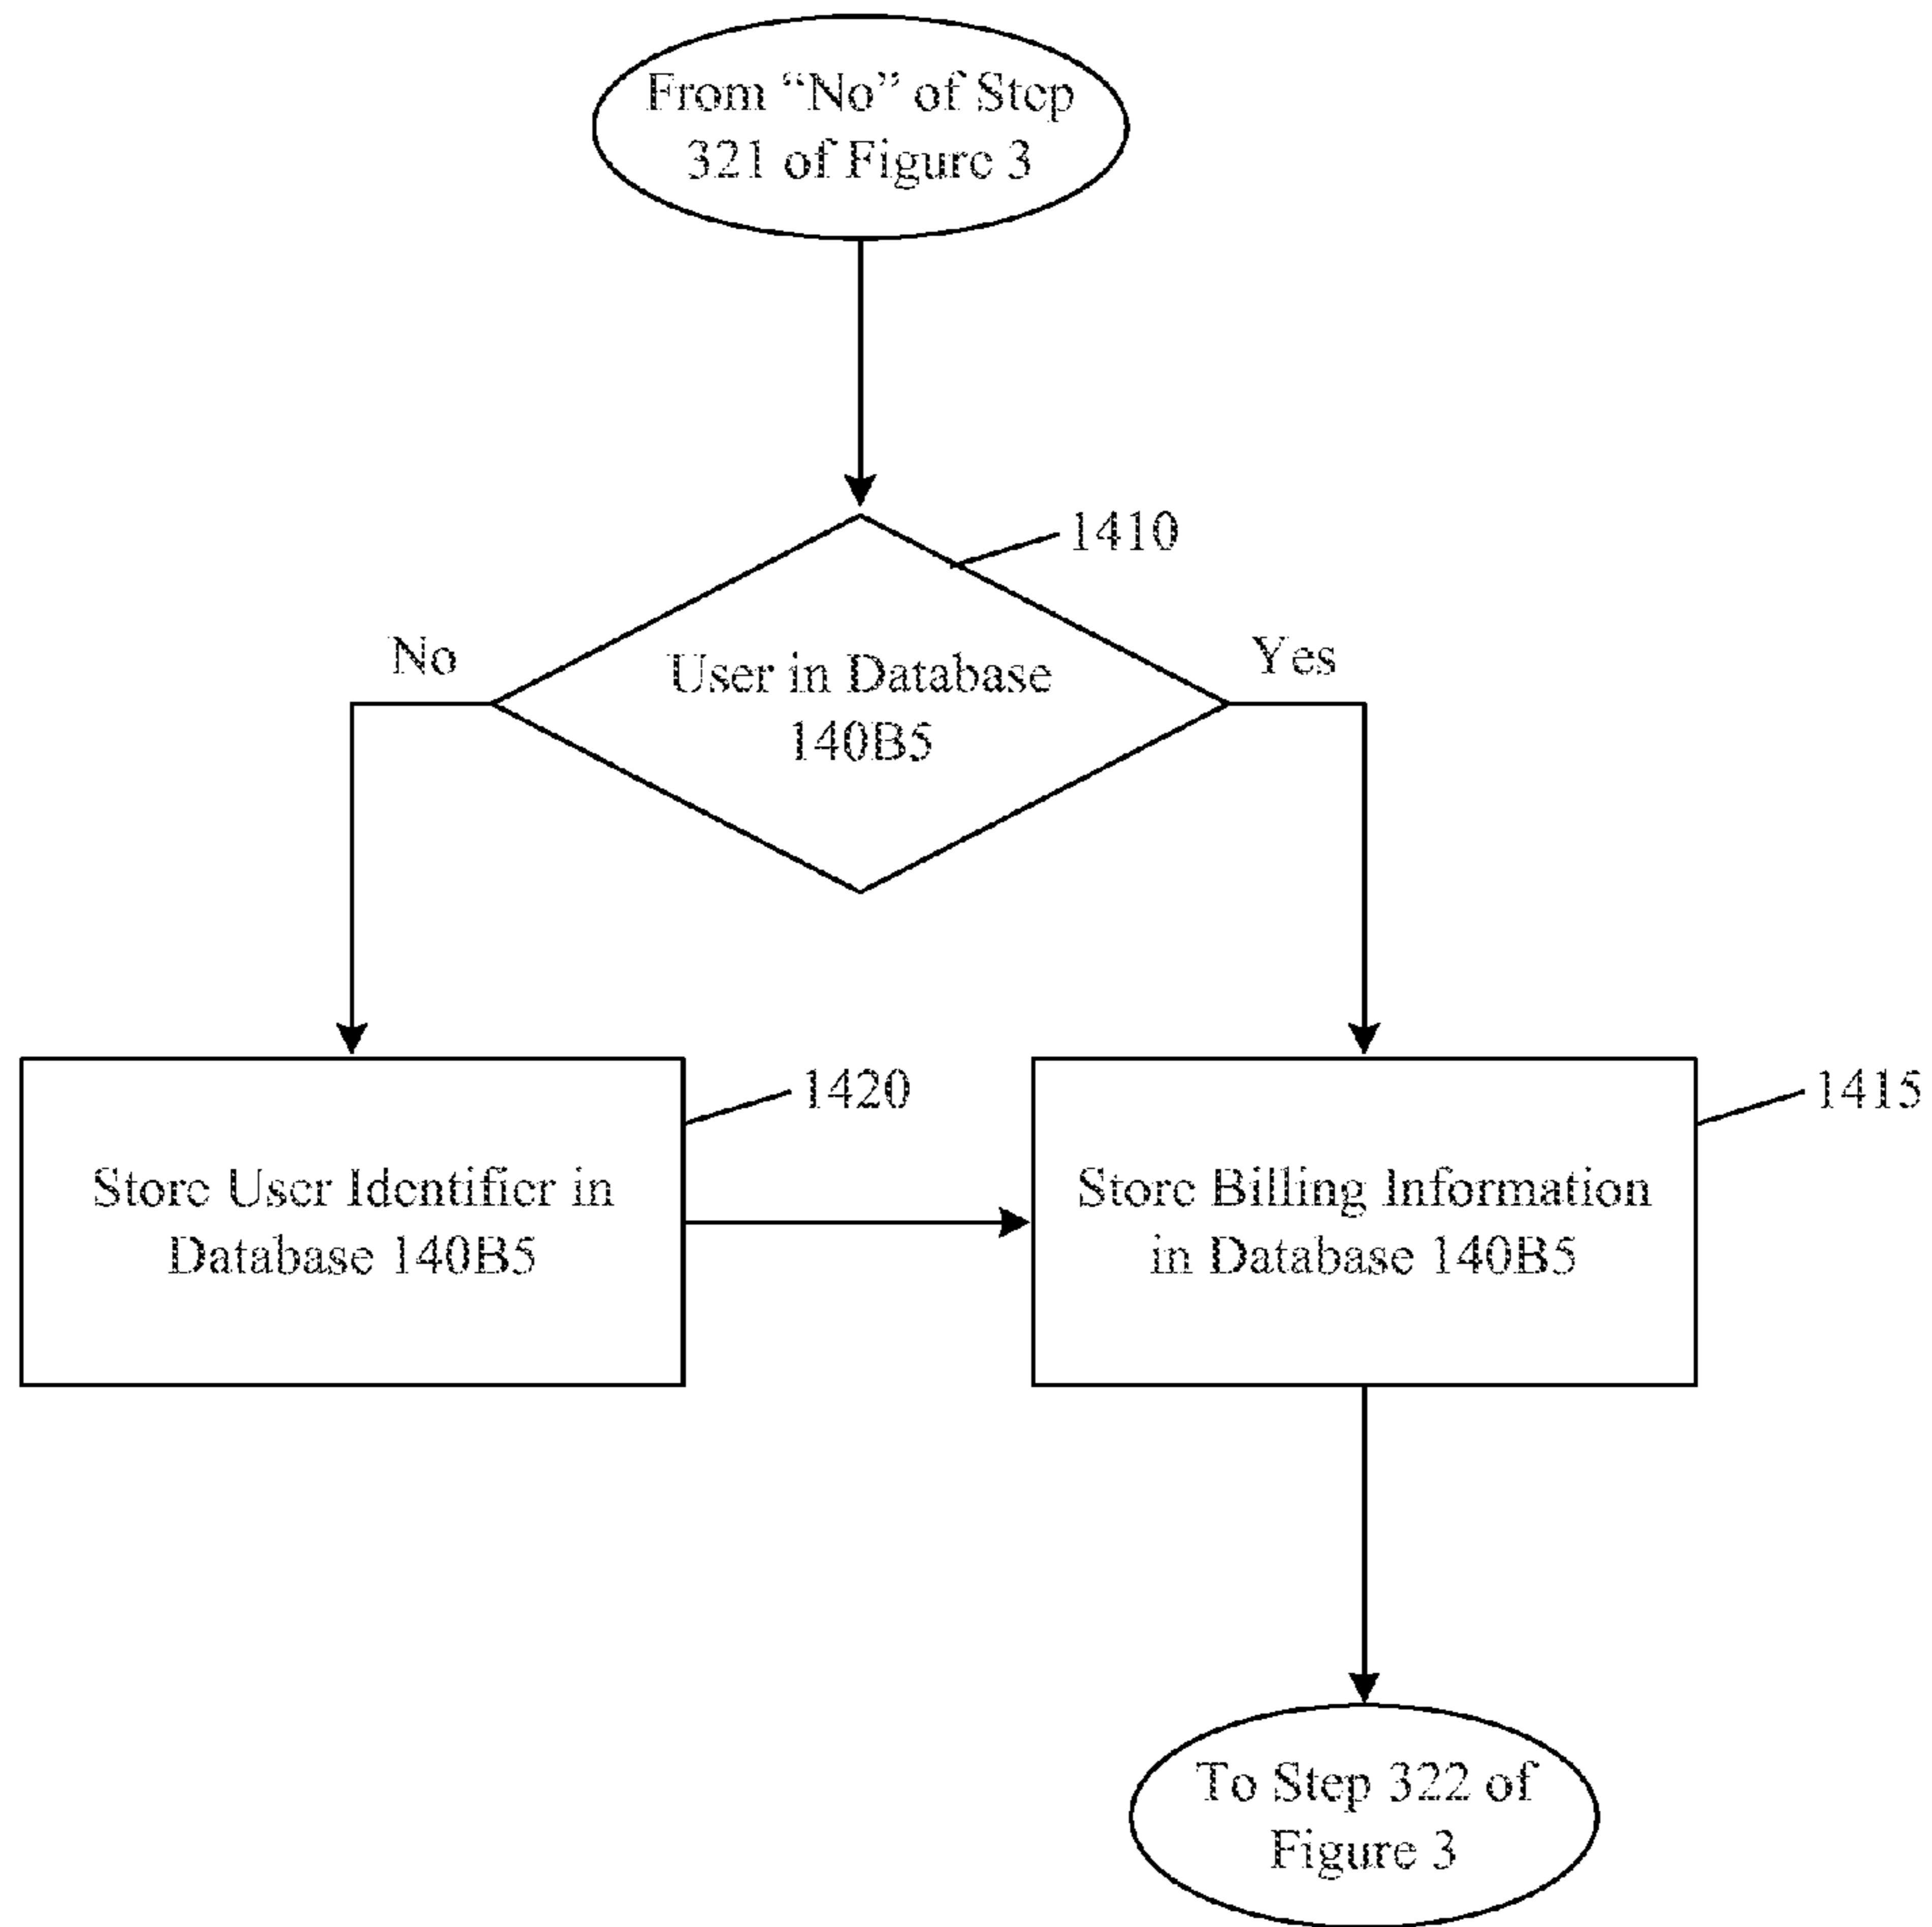 From “No” of Step
321 of Figure 3
1410
No
Yes
User in Database
140B5
1420
1415
Store User Identifier in
Database 140B5
Store Billing Information
in Database 140B5
To Step 322 of
Figure 3